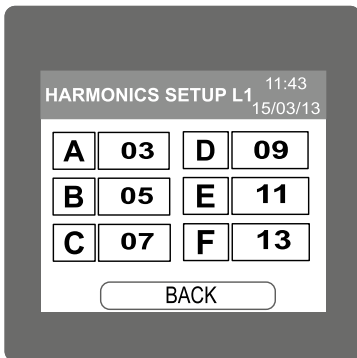 HARMONICS SETUP L1 11:43
15/03/13
A 03 D 09
B 05 E 11
C 07 F 13
BACK